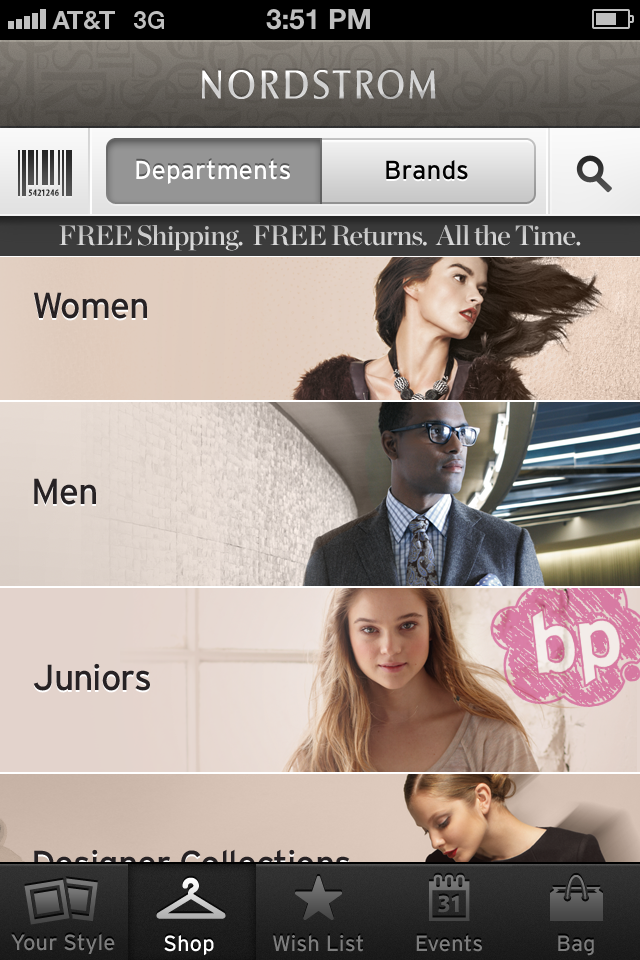 AT&T 3G 3:51 PM
NORDSTROM
5421246
Departments Brands
FREE Shipping. FREE Returns. All the Time.
Women
Men
bp.
Juniors
Designer Collections
31
Your Style Shop Wish List Events Bag